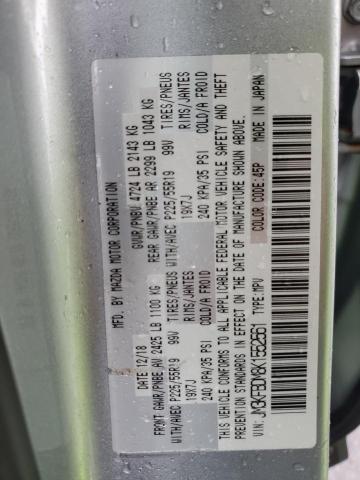 MFD. BY MAZDA MOTOR CORPORATION
DATE 12/18 GVWR/PNBV 4724 LB 2143 KG
FRONT GAWR/PNBE AV 2425 LB 1100 KG REAR GAWR/PNBE AR 2299 LB 1043 KG
WITH/AVEC P225/55R19 99V TIRES/PNEUS WITH/AVEC P225/55R19 99V TIRES/PNEUS
19X7J RIMS/JANTES 19X7J RIMS/JANTES
240 KPA/35 PSI COLD/A FROID 240 KPA/35 PSI COLD/A FROID
THIS VEHICLE CONFORMS TO ALL APPLICABLE FEDERAL MOTOR VEHICLE SAFETY AND THEFT
PREVENTION STANDARDS IN EFFECT ON THE DATE OF MANUFACTURE SHOWN ABOVE.
VIN: TYPE: MPV COLOR CODE: 45P MADE IN JAPAN